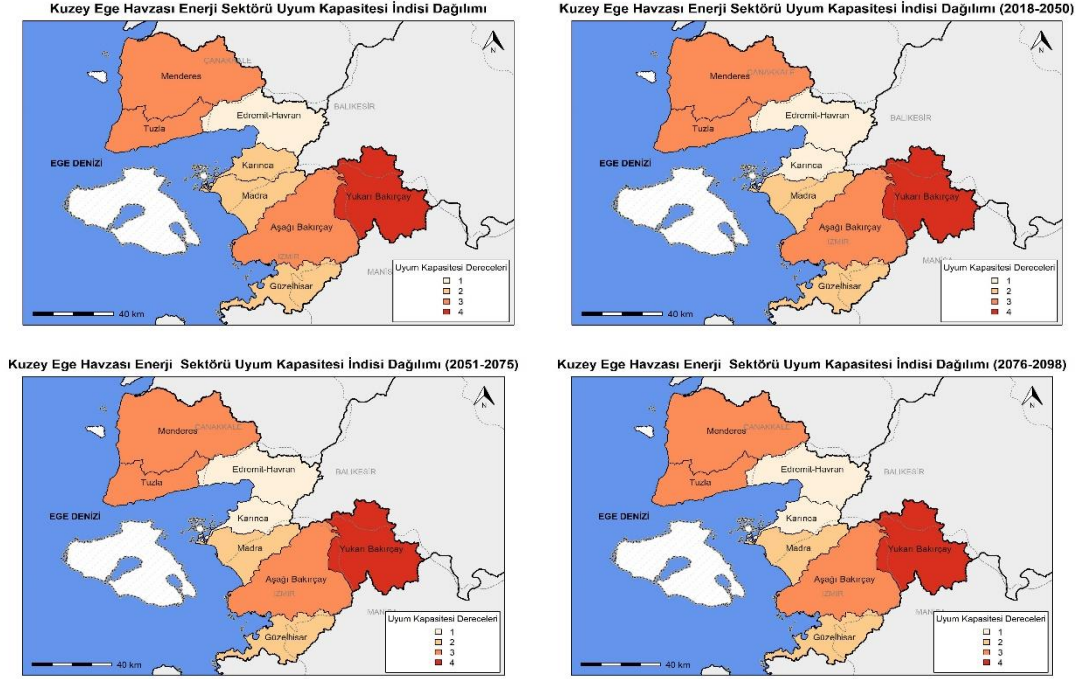 Kuzey Ege Havzası Enerji Sektörü Uyum Kapasitesi İndisi Dağılımı
Menderes
ÇANAKKALE
Tuzla
Edremit-Havran
BALIKESİR
EGE DENİZİ
Karınca
Madra
Yukarı Bakırçay
Aşağı Bakırçay
İZMİR
MANİS
Güzelhisar
Uyum Kapasitesi Dereceleri
1
2
3
4
40 km
N
Kuzey Ege Havzası Enerji Sektörü Uyum Kapasitesi İndisi Dağılımı (2018-2050)
Menderes
ÇANAKKALE
Tuzla
Edremit-Havran
BALIKESİR
EGE DENİZİ
Karınca
Madra
Yukarı Bakırçay
Aşağı Bakırçay
İZMİR
MANİSA
Güzelhisar
Uyum Kapasitesi Dereceleri
1
2
3
4
40 km
N
Kuzey Ege Havzası Enerji Sektörü Uyum Kapasitesi İndisi Dağılımı (2051-2075)
Menderes
ÇANAKKALE
Tuzla
Edremit-Havran
BALIKESİR
EGE DENİZİ
Karınca
Madra
Yukarı Bakırçay
Aşağı Bakırçay
İZMİR
MANİSA
Güzelhisar
Uyum Kapasitesi Dereceleri
1
2
3
4
40 km
N
Kuzey Ege Havzası Enerji Sektörü Uyum Kapasitesi İndisi Dağılımı (2076-2098)
Menderes
ÇANAKKALE
Tuzla
Edremit-Havran
BALIKESİR
EGE DENİZİ
Karınca
Madra
Yukarı Bakırçay
Aşağı Bakırçay
İZMİR
MANİSA
Güzelhisar
Uyum Kapasitesi Dereceleri
1
2
3
4
40 km
N